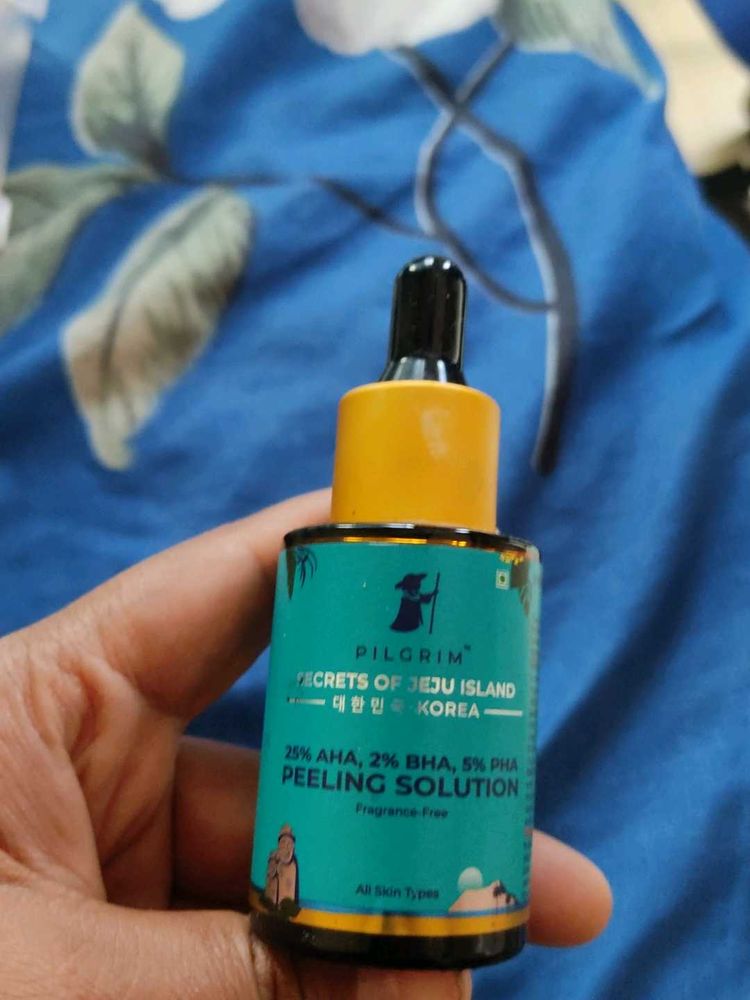 PILGRIM™
SECRETS OF JEJU ISLAND
대한민국 KOREA
25% AHA, 2% BHA, 5% PHA
PEELING SOLUTION
Fragrance-Free
All Skin Types